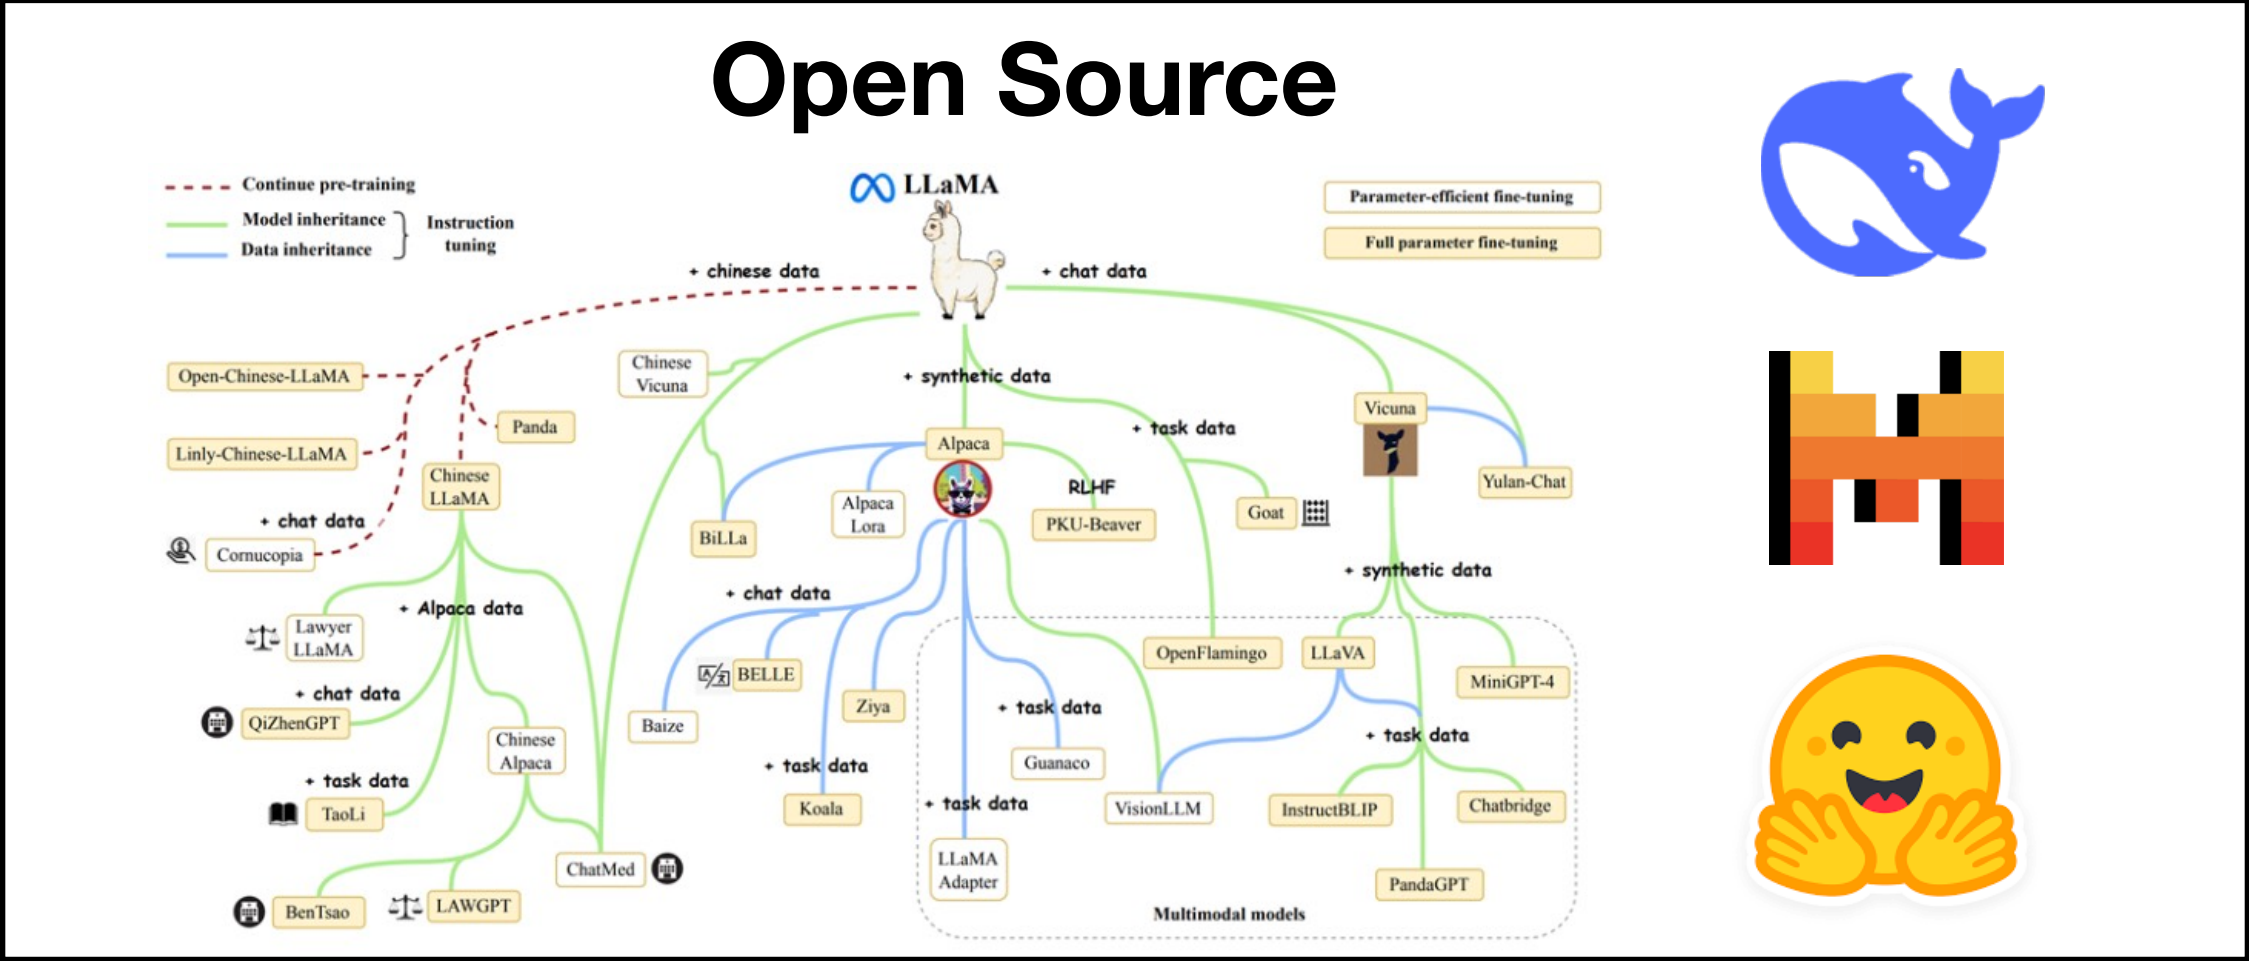 Open Source
Continue pre-training
Model inheritance
Data inheritance
Instruction
tuning
LLaMA
Parameter-efficient fine-tuning
Full parameter fine-tuning
+ chinese data
+ chat data
Open-Chinese-LLaMA
Linly-Chinese-LLaMA
Panda
Chinese
LLaMA
+ chat data
Cornucopia
Chinese
Vicuna
+ synthetic data
Alpaca
+ task data
Vicuna
Yulan-Chat
BiLLa
Alpaca
Lora
RLHF
PKU-Beaver
Goat
+ synthetic data
+ Alpaca data
Lawyer
LLaMA
+ chat data
QiZhenGPT
+ task data
TaoLi
Chinese
Alpaca
BenTsao
LAWGPT
ChatMed
+ chat data
BELLE
Baize
Ziya
+ task data
Koala
+ task data
Guanaco
+ task data
LLaMA
Adapter
OpenFlamingo
LLaVA
MiniGPT-4
VisionLLM
+ task data
InstructBLIP
Chatbridge
PandaGPT
Multimodal models